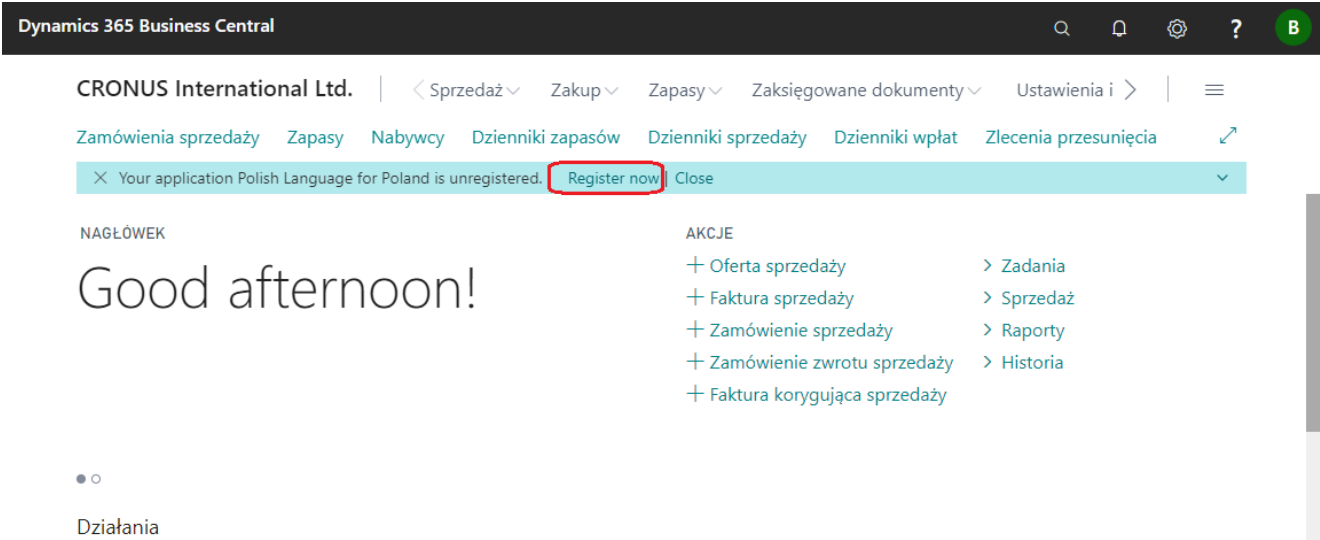 Dynamics 365 Business Central ? B
CRONUS International Ltd. Sprzedaż Zakup Zapasy Zaksięgowane dokumenty Ustawienia i
Zamówienia sprzedaży Zapasy Nabywcy Dzienniki zapasów Dzienniki sprzedaży Dzienniki wpłat Zlecenia przesunięcia
Your application Polish Language for Poland is unregistered. Register now | Close
NAGŁÓWEK
Good afternoon!
AKCJE
+ Oferta sprzedaży
+ Faktura sprzedaży
+ Zamówienie sprzedaży
+ Zamówienie zwrotu sprzedaży
+ Faktura korygująca sprzedaży
> Zadania
> Sprzedaż
> Raporty
> Historia
Działania